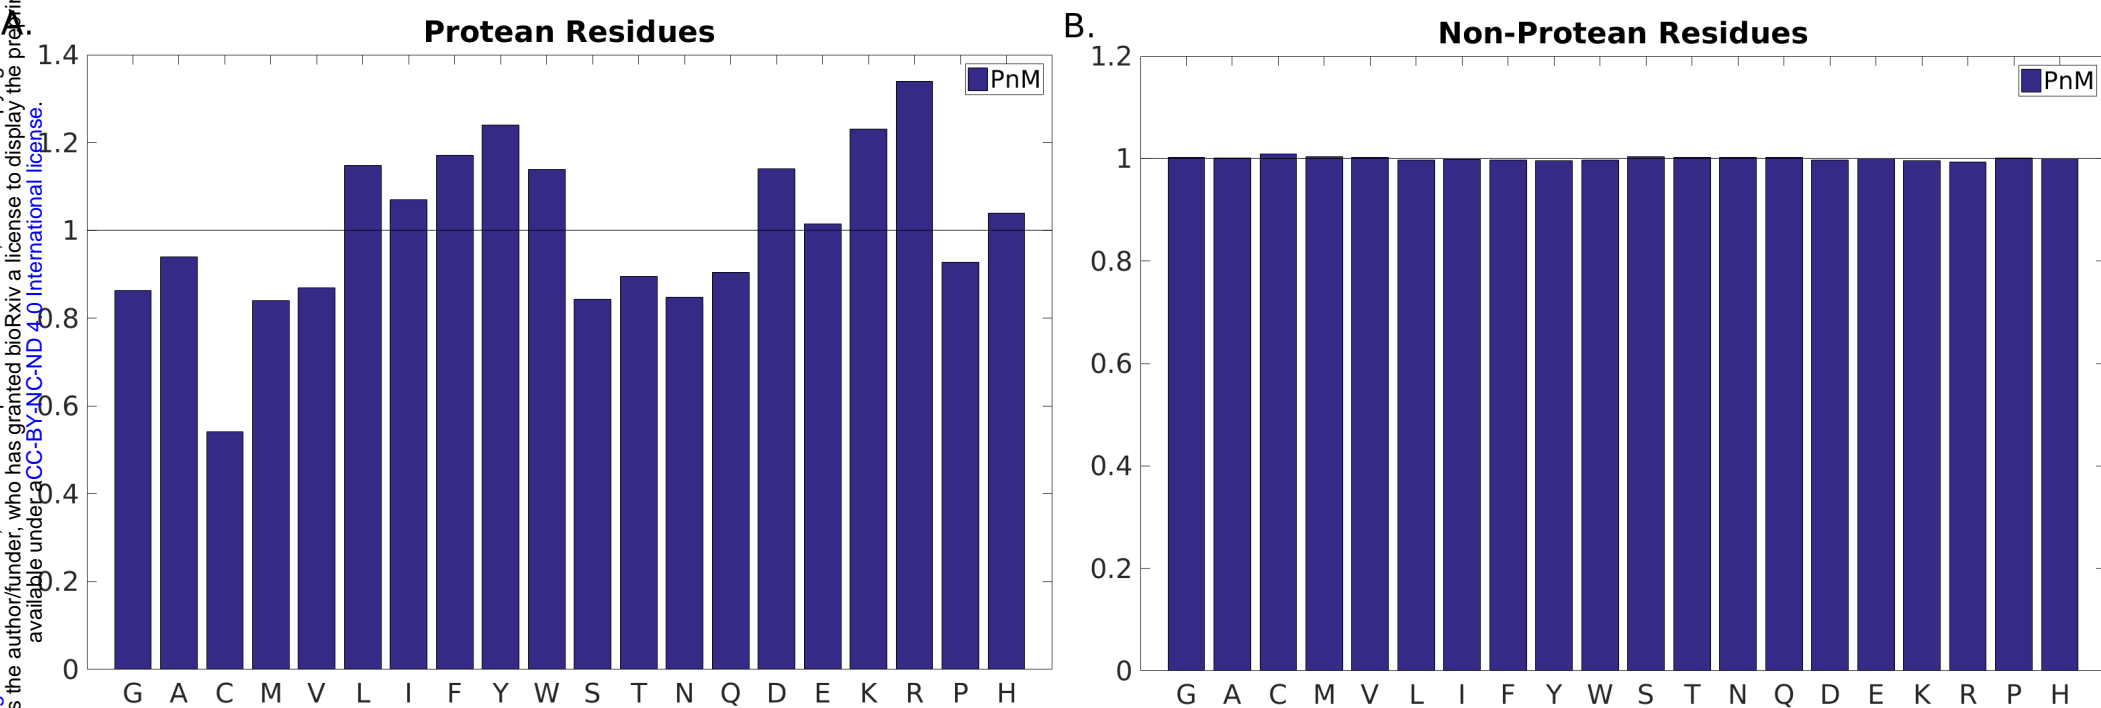 A.
Protean Residues
PnM
1.4
1.2
1
0.8
0.6
0.4
0.2
0
G A C M V L I F Y W S T N Q D E K R P H
B.
Non-Protean Residues
PnM
1.2
1
0.8
0.6
0.4
0.2
0
G A C M V L I F Y W S T N Q D E K R P H
s the author/funder, who has granted bioRxiv a license to display the
available under aCC-BY-NC-ND 4.0 International license.